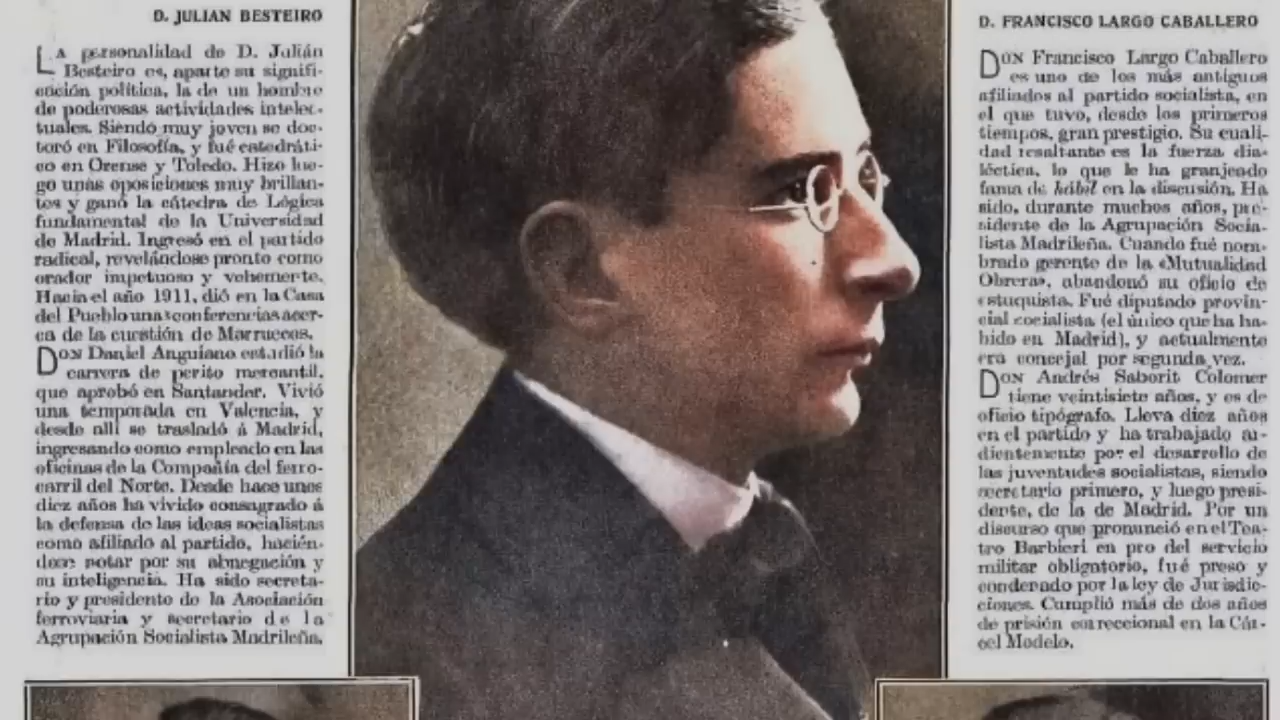 D. JULIAN BESTEIRO
LA personalidad de D. Julián
Besteiro es, aparte su signifi-
cación política, la de un hombre
de poderosas actividades intelec-
tuales. Siendo muy joven se doc-
toró en Filosofía, y fué catedráti-
co en Orense y Toledo. Hizo lue-
go unas oposiciones muy brillan-
tes y ganó la cátedra de Lógica
fundamental de la Universidad
de Madrid. Ingresó en el partido
radical, revelándose pronto como
orador impetuoso y vehemente.
Hacia el año 1911, dió en la Casa
del Pueblo unas conferencias acer-
ca de la cuestión de Marruecos.
DON Daniel Anguiano estudió la
carrera de perito mercantil,
que aprobó en Santander. Vivió
una temporada en Valencia, y
desde allí se trasladó á Madrid,
ingresando como empleado en las
oficinas de la Compañía del ferro-
carril del Norte. Desde hace unos
diez años ha vivido consagrado á
la defensa de las ideas socialistas
como afiliado al partido, hacién-
dose notar por su abnegación y
su inteligencia. Ha sido secreta-
rio y presidente de la Asociación
ferroviaria y secretario de la
Agrupación Socialista Madrileña.
D. FRANCISCO LARGO CABALLERO
DON Francisco Largo Caballero
es uno de los más antiguos
afiliados al partido socialista, en
el que tuvo, desde los primeros
tiempos, gran prestigio. Su cuali-
dad resaltante es la fuerza dia-
léctica, lo que le ha granjeado
fama de hábil en la discusión. Ha
sido, durante muchos años, pre-
sidente de la Agrupación Socia-
lista Madrileña. Cuando fué nom-
brado gerente de la «Mutualidad
Obrera», abandonó su oficio de
estuquista. Fué diputado provin-
cial socialista (el único que ha ha-
bido en Madrid), y actualmente
era concejal por segunda vez.
DON Andrés Saborit Colomer
tiene veintisiete años, y es de
oficio tipógrafo. Lleva diez años
en el partido y ha trabajado ar-
dientemente por el desarrollo de
las juventudes socialistas, siendo
secretario primero, y luego presi-
dente, de la de Madrid. Por un
discurso que pronunció en el Tea-
tro Barbieri en pro del servicio
militar obligatorio, fué preso y
condenado por la ley de Jurisdic-
ciones. Cumplió más de dos años
de prisión correccional en la Cár-
cel Modelo.